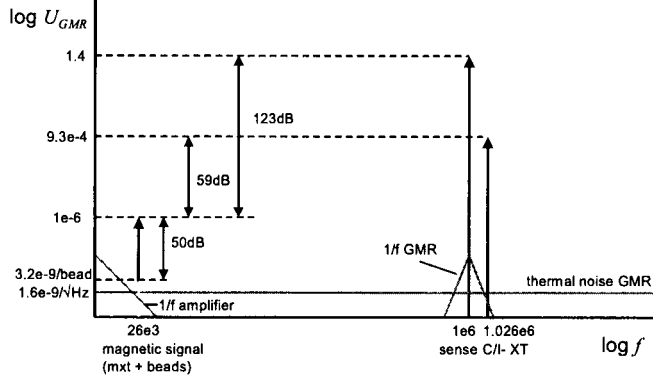 log U_GMR
1.4
123dB
9.3e-4
59dB
1e-6
50dB
1/f GMR
3.2e-9/bead
thermal noise GMR
1.6e-9/√Hz
1/f amplifier
26e3
1e6 1.026e6
log f
magnetic signal
sense C/I- XT
(mxt + beads)